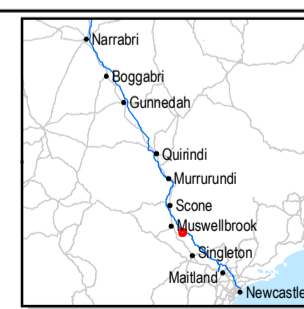 Narrabri
Boggabri
Gunnedah
Quirindi
Murrurundi
Scone
Muswellbrook
Singleton
Maitland
Newcastle